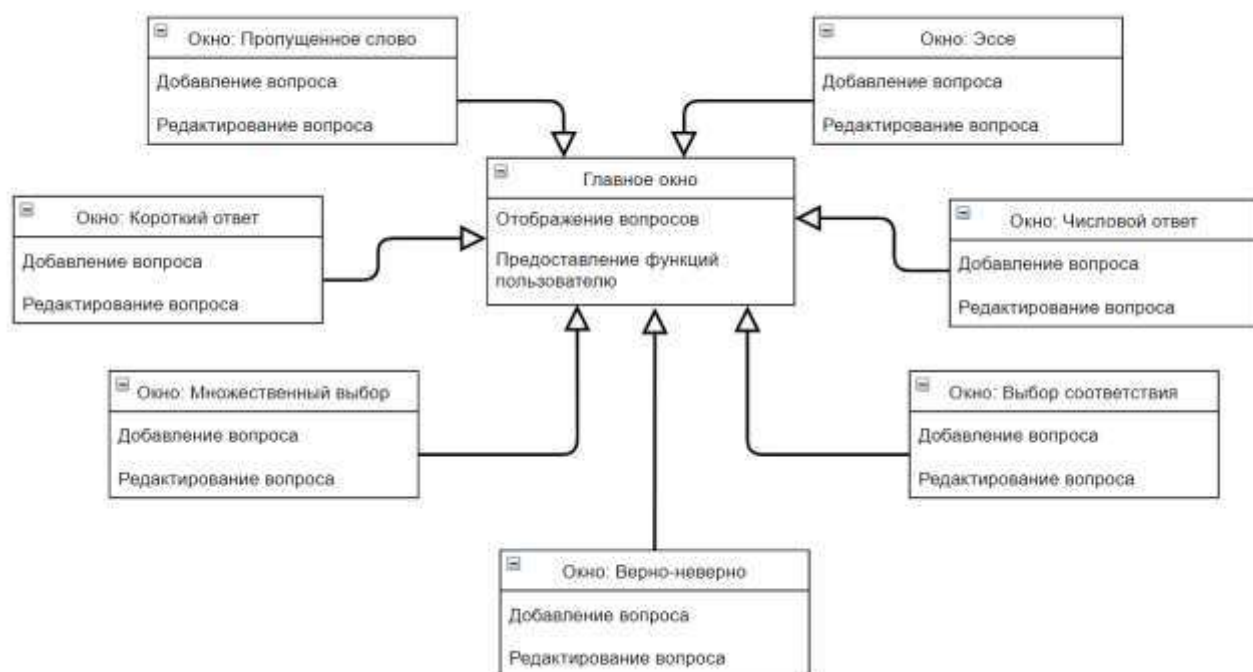 Окно: Пропущенное слово
Добавление вопроса
Редактирование вопроса
Окно: Эссе
Добавление вопроса
Редактирование вопроса
Главное окно
Отображение вопросов
Предоставление функций
пользователю
Окно: Короткий ответ
Добавление вопроса
Редактирование вопроса
Окно: Числовой ответ
Добавление вопроса
Редактирование вопроса
Окно: Множественный выбор
Добавление вопроса
Редактирование вопроса
Окно: Выбор соответствия
Добавление вопроса
Редактирование вопроса
Окно: Верно-неверно
Добавление вопроса
Редактирование вопроса